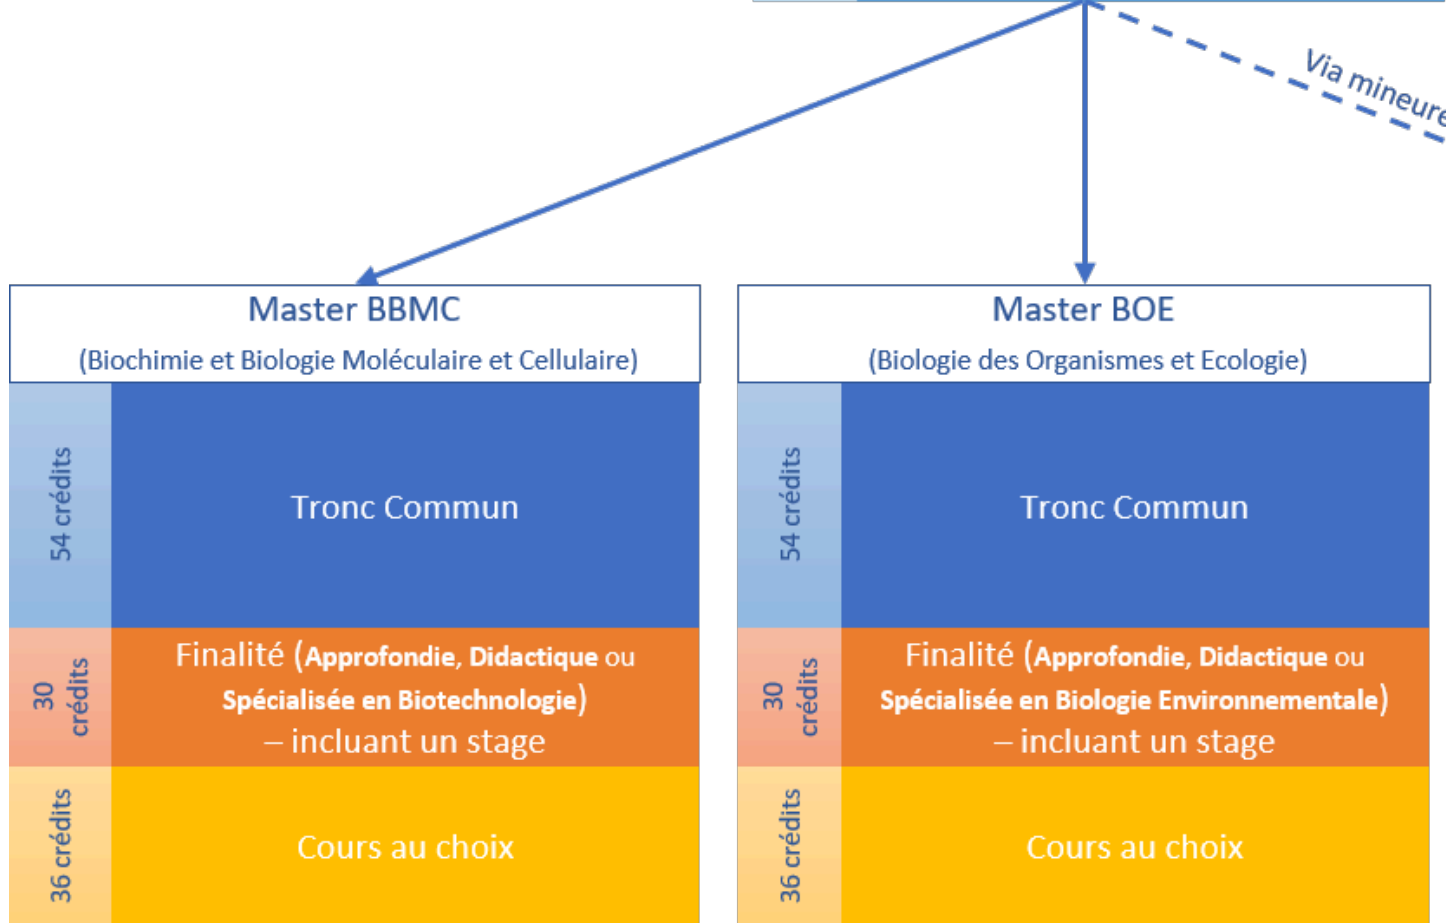 Via mineure
Master BBMC
(Biochimie et Biologie Moléculaire et Cellulaire)
54 crédits
Tronc Commun
30
crédits
Finalité (Approfondie, Didactique ou
Spécialisée en Biotechnologie)
– incluant un stage
36 crédits
Cours au choix
Master BOE
(Biologie des Organismes et Ecologie)
54 crédits
Tronc Commun
30
crédits
Finalité (Approfondie, Didactique ou
Spécialisée en Biologie Environnementale)
– incluant un stage
36 crédits
Cours au choix